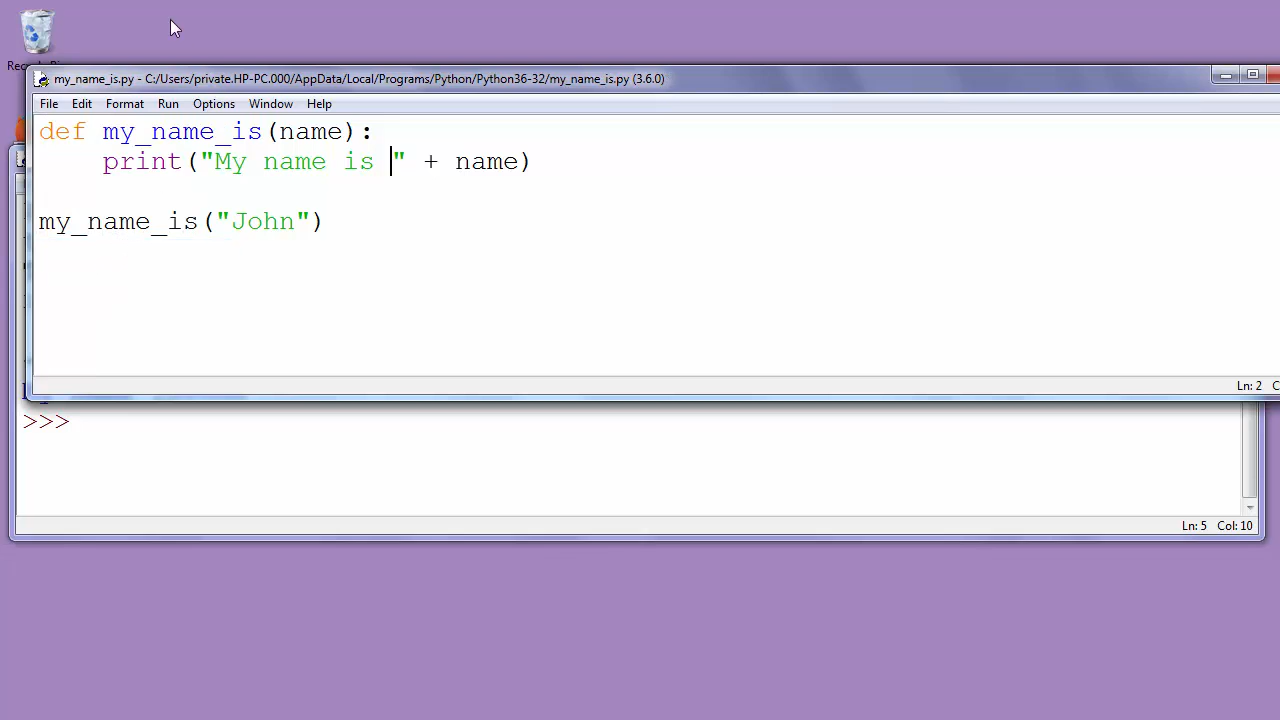 Rec
my_name_is.py - C:/Users/private.HP-PC.000/AppData/Local/Programs/Python/Python36-32/my_name_is.py (3.6.0)
File Edit Format Run Options Window Help
def my_name_is(name):
    print("My name is " + name)
my_name_is("John")
Ln: 2 C
>>>
Ln: 5 Col: 10